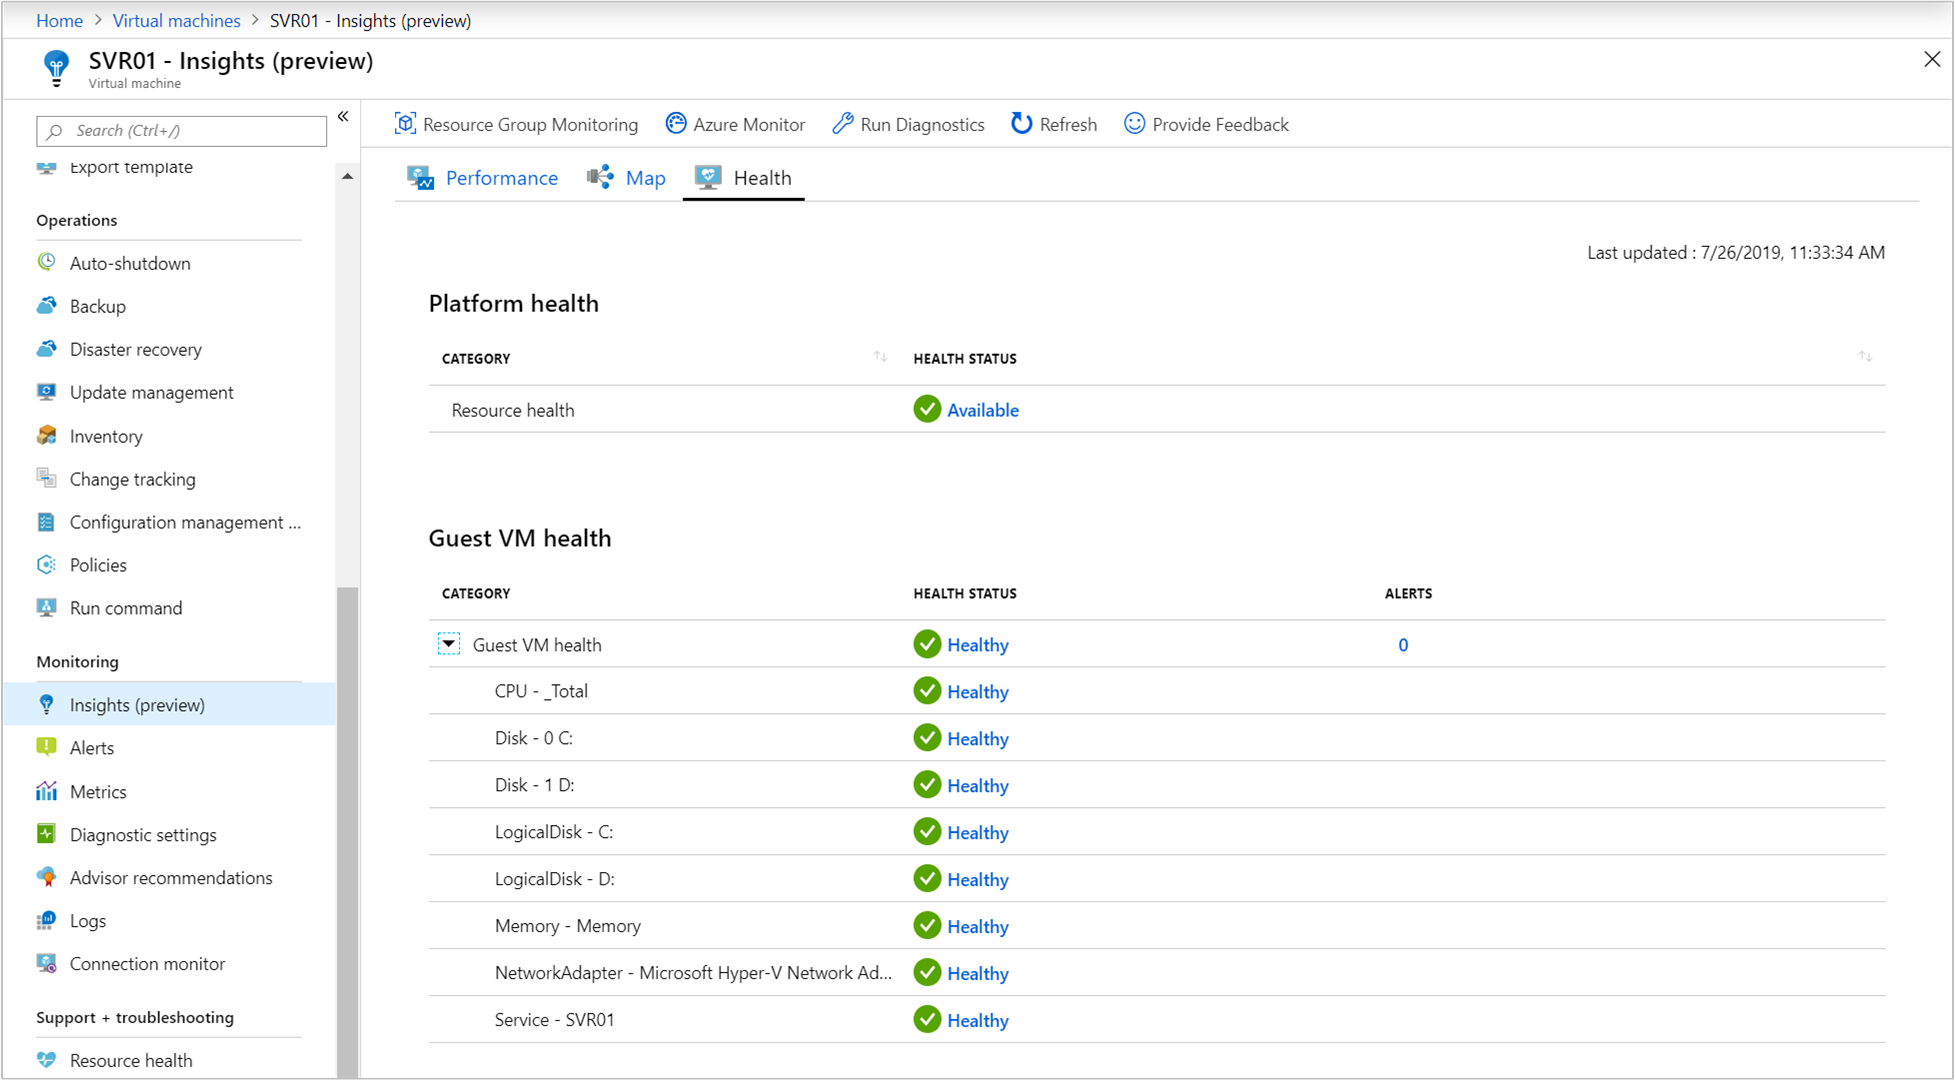 Home > Virtual machines > SVR01 - Insights (preview)
SVR01 - Insights (preview)
Virtual machine
Search (Ctrl+/)
«
Export template
Operations
Auto-shutdown
Backup
Disaster recovery
Update management
Inventory
Change tracking
Configuration management ...
Policies
Run command
Monitoring
Insights (preview)
Alerts
Metrics
Diagnostic settings
Advisor recommendations
Logs
Connection monitor
Support + troubleshooting
Resource health
Resource Group Monitoring Azure Monitor Run Diagnostics Refresh Provide Feedback
Performance Map Health
Last updated : 7/26/2019, 11:33:34 AM
Platform health
CATEGORY HEALTH STATUS
Resource health Available
Guest VM health
CATEGORY HEALTH STATUS ALERTS
Guest VM health Healthy 0
CPU - _Total Healthy
Disk - 0 C: Healthy
Disk - 1 D: Healthy
LogicalDisk - C: Healthy
LogicalDisk - D: Healthy
Memory - Memory Healthy
NetworkAdapter - Microsoft Hyper-V Network Ad... Healthy
Service - SVR01 Healthy